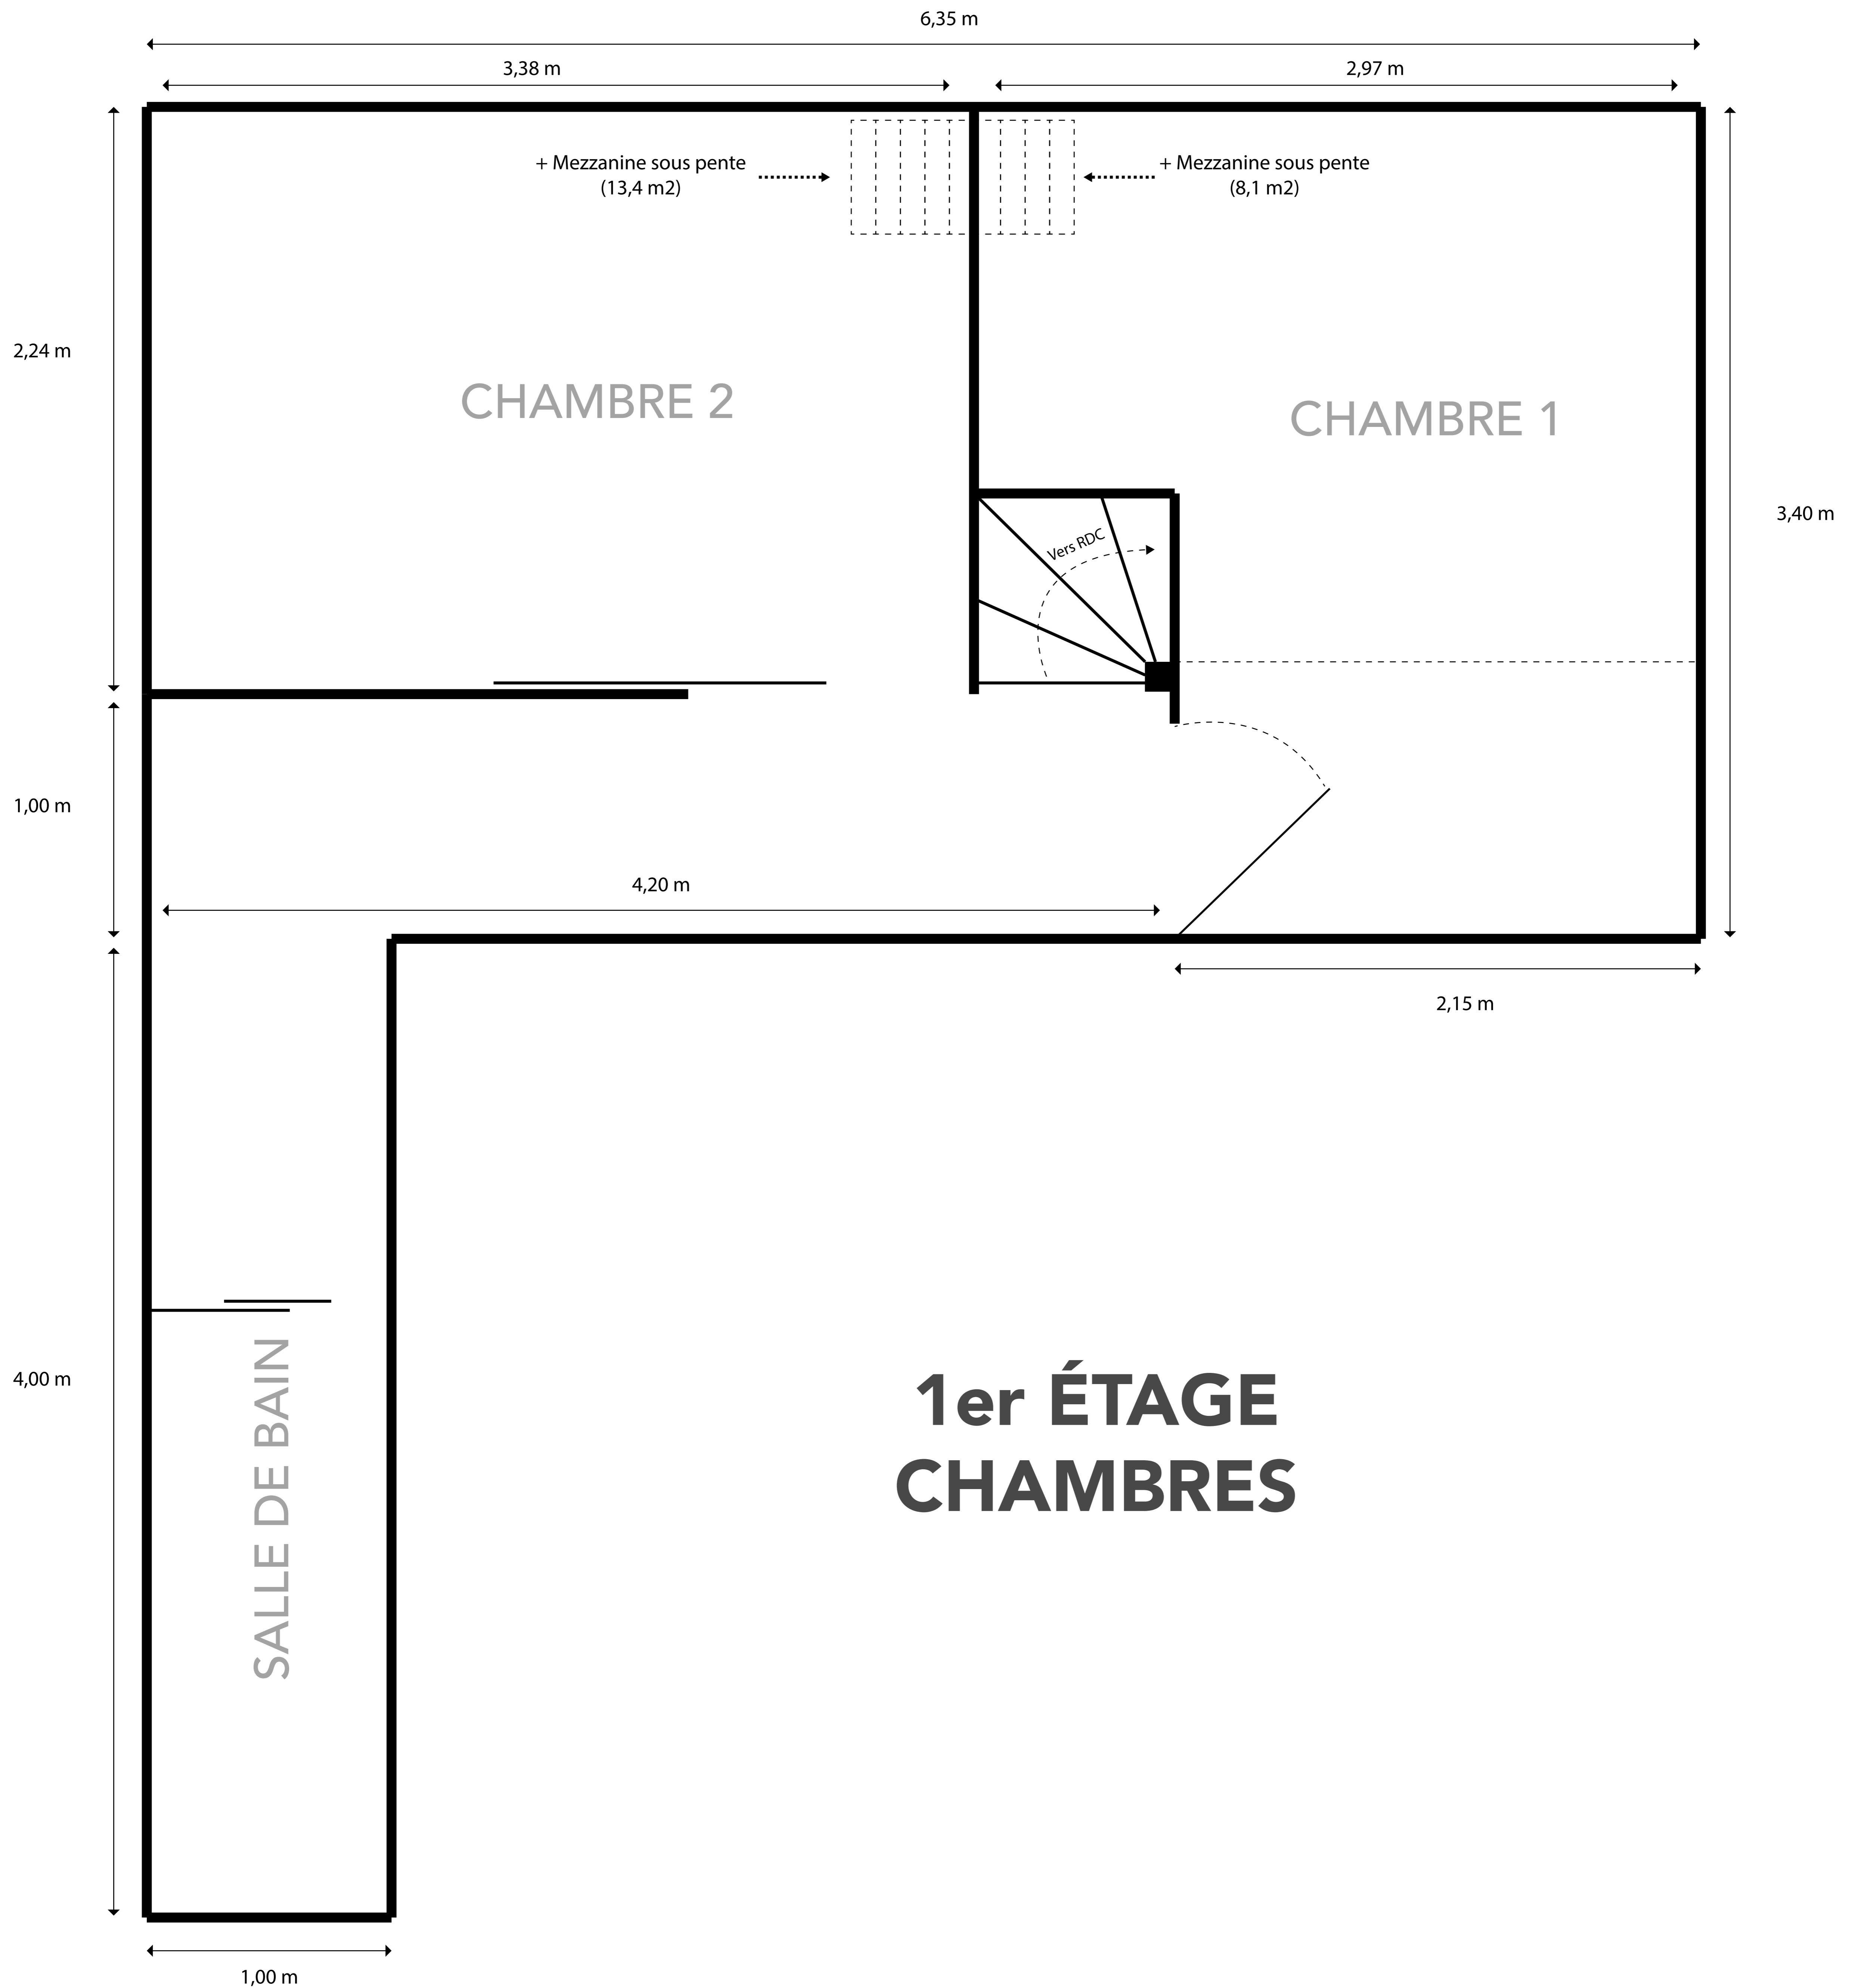 6,35 m
3,38 m
2,97 m
+ Mezzanine sous pente
(13,4 m2)
+ Mezzanine sous pente
(8,1 m2)
2,24 m
CHAMBRE 2
CHAMBRE 1
3,40 m
Vers RDC
1,00 m
4,20 m
2,15 m
4,00 m
SALLE DE BAIN
1er ÉTAGE
CHAMBRES
1,00 m